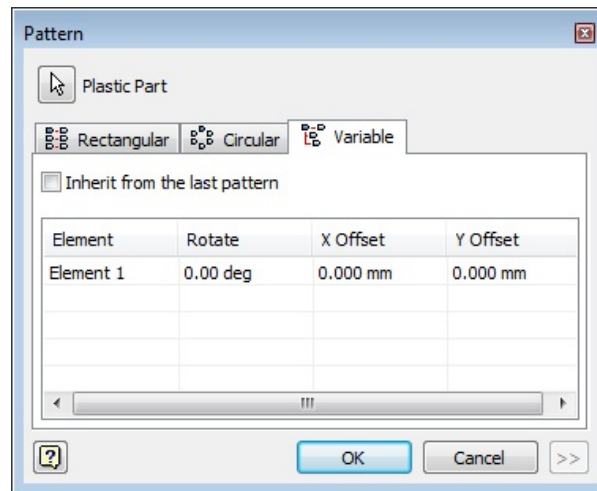 Pattern
Plastic Part
Rectangular Circular Variable
Inherit from the last pattern
Element Rotate X Offset Y Offset
Element 1 0.00 deg 0.000 mm 0.000 mm
OK Cancel >>